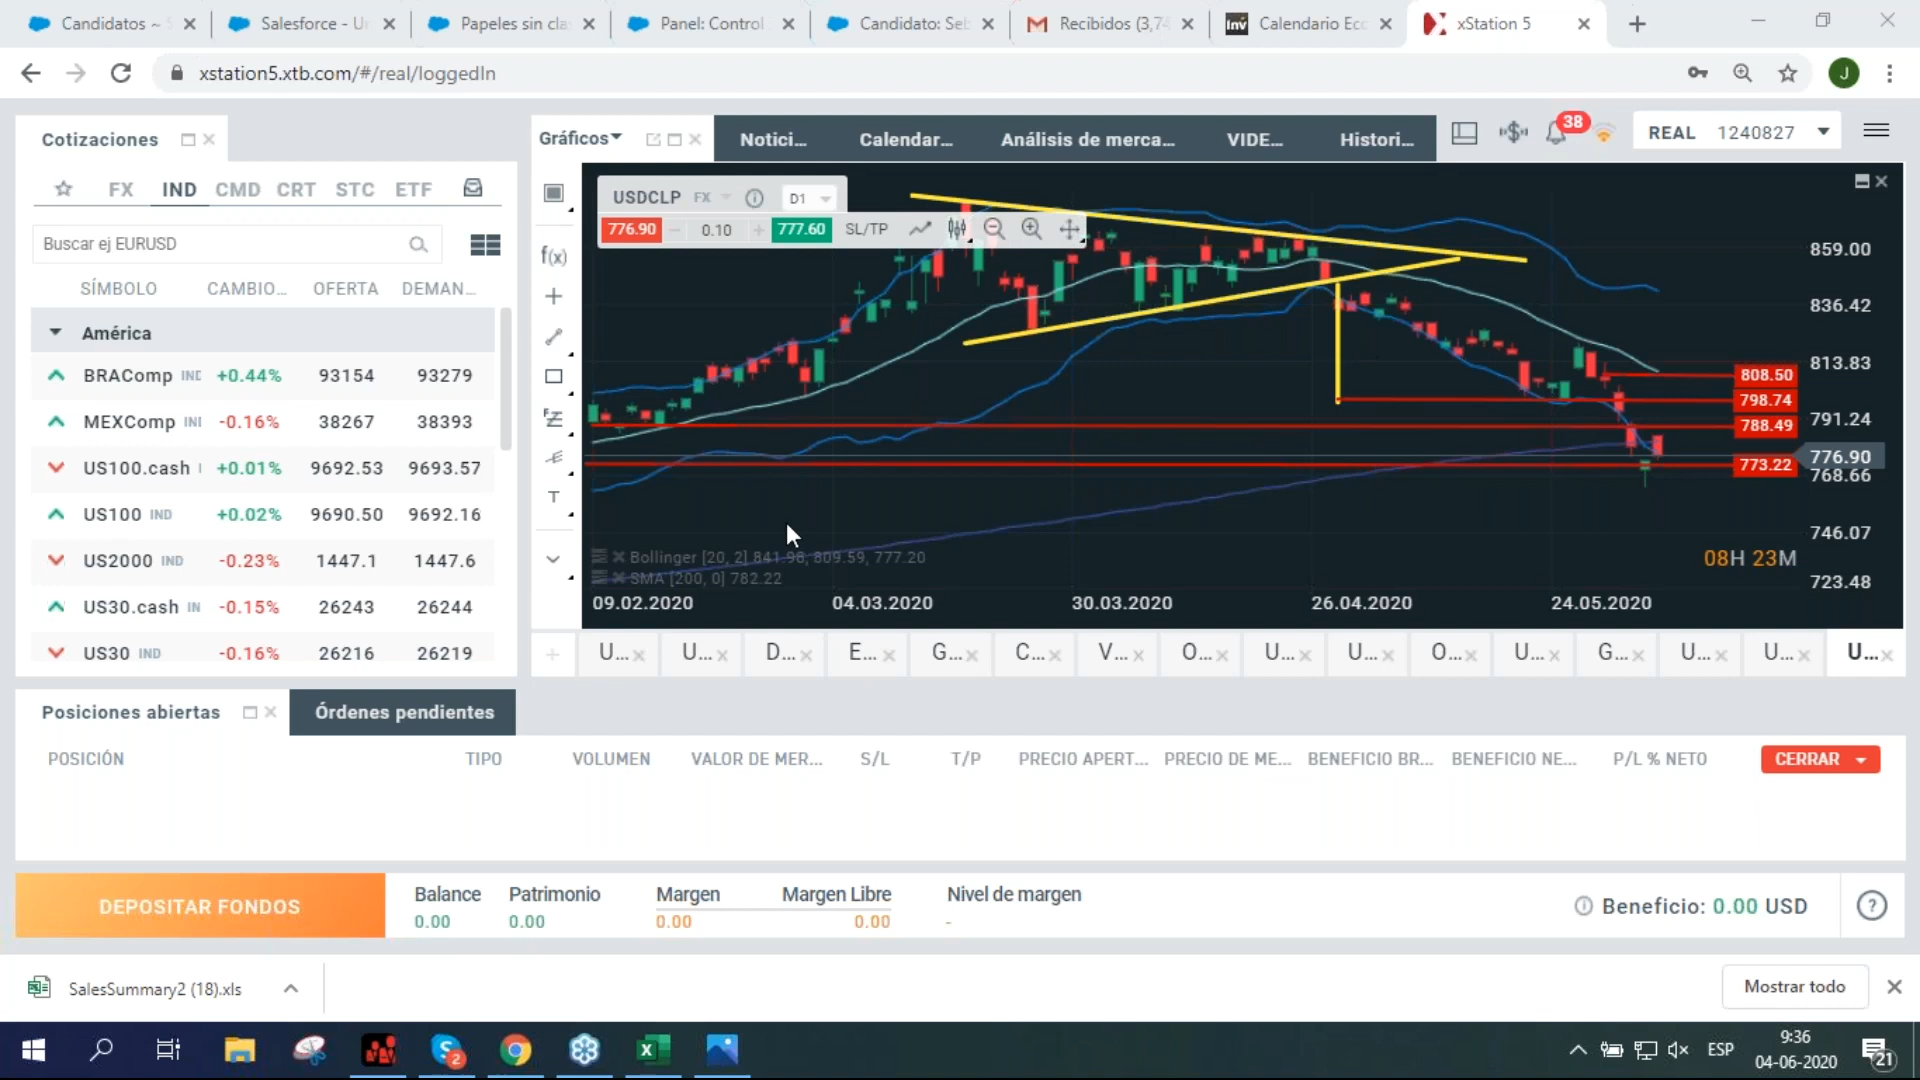 Candidatos ~ S
Salesforce - Un
Papeles sin cla
Panel: Control
Candidato: Seb
Recibidos (3,74
Inv
Calendario Eco
xStation 5
xstation5.xtb.com/#/real/loggedIn
J
Cotizaciones
Gráficos
Notici...
Calendar...
Análisis de merca...
VIDE...
Histori...
38
REAL 1240827
FX IND CMD CRT STC ETF
Buscar ej EURUSD
SÍMBOLO CAMBIO... OFERTA DEMAN...
América
BRAComp IND +0.44% 93154 93279
MEXComp INI -0.16% 38267 38393
US100.cash +0.01% 9692.53 9693.57
US100 IND +0.02% 9690.50 9692.16
US2000 IND -0.23% 1447.1 1447.6
US30.cash IN -0.15% 26243 26244
US30 IND -0.16% 26216 26219
f(x)
T
USDCLP FX D1
776.90 0.10 777.60 SL/TP
859.00
836.42
813.83
808.50
798.74
791.24
788.49
776.90
773.22
768.66
746.07
723.48
08H 23M
Bollinger [20, 2] 841.98, 809.59, 777.20
SMA [200, 0] 782.22
09.02.2020 04.03.2020 30.03.2020 26.04.2020 24.05.2020
U... U... D... E... G... C... V... O... U... U... O... U... G... U... U... U...
Posiciones abiertas
Órdenes pendientes
POSICIÓN TIPO VOLUMEN VALOR DE MER... S/L T/P PRECIO APERT... PRECIO DE ME... BENEFICIO BR... BENEFICIO NE... P/L % NETO CERRAR
DEPOSITAR FONDOS
Balance Patrimonio Margen Margen Libre Nivel de margen
0.00 0.00 0.00 0.00 -
Beneficio: 0.00 USD
?
SalesSummary2 (18).xls
Mostrar todo
2
ESP
9:36
04-06-2020
21